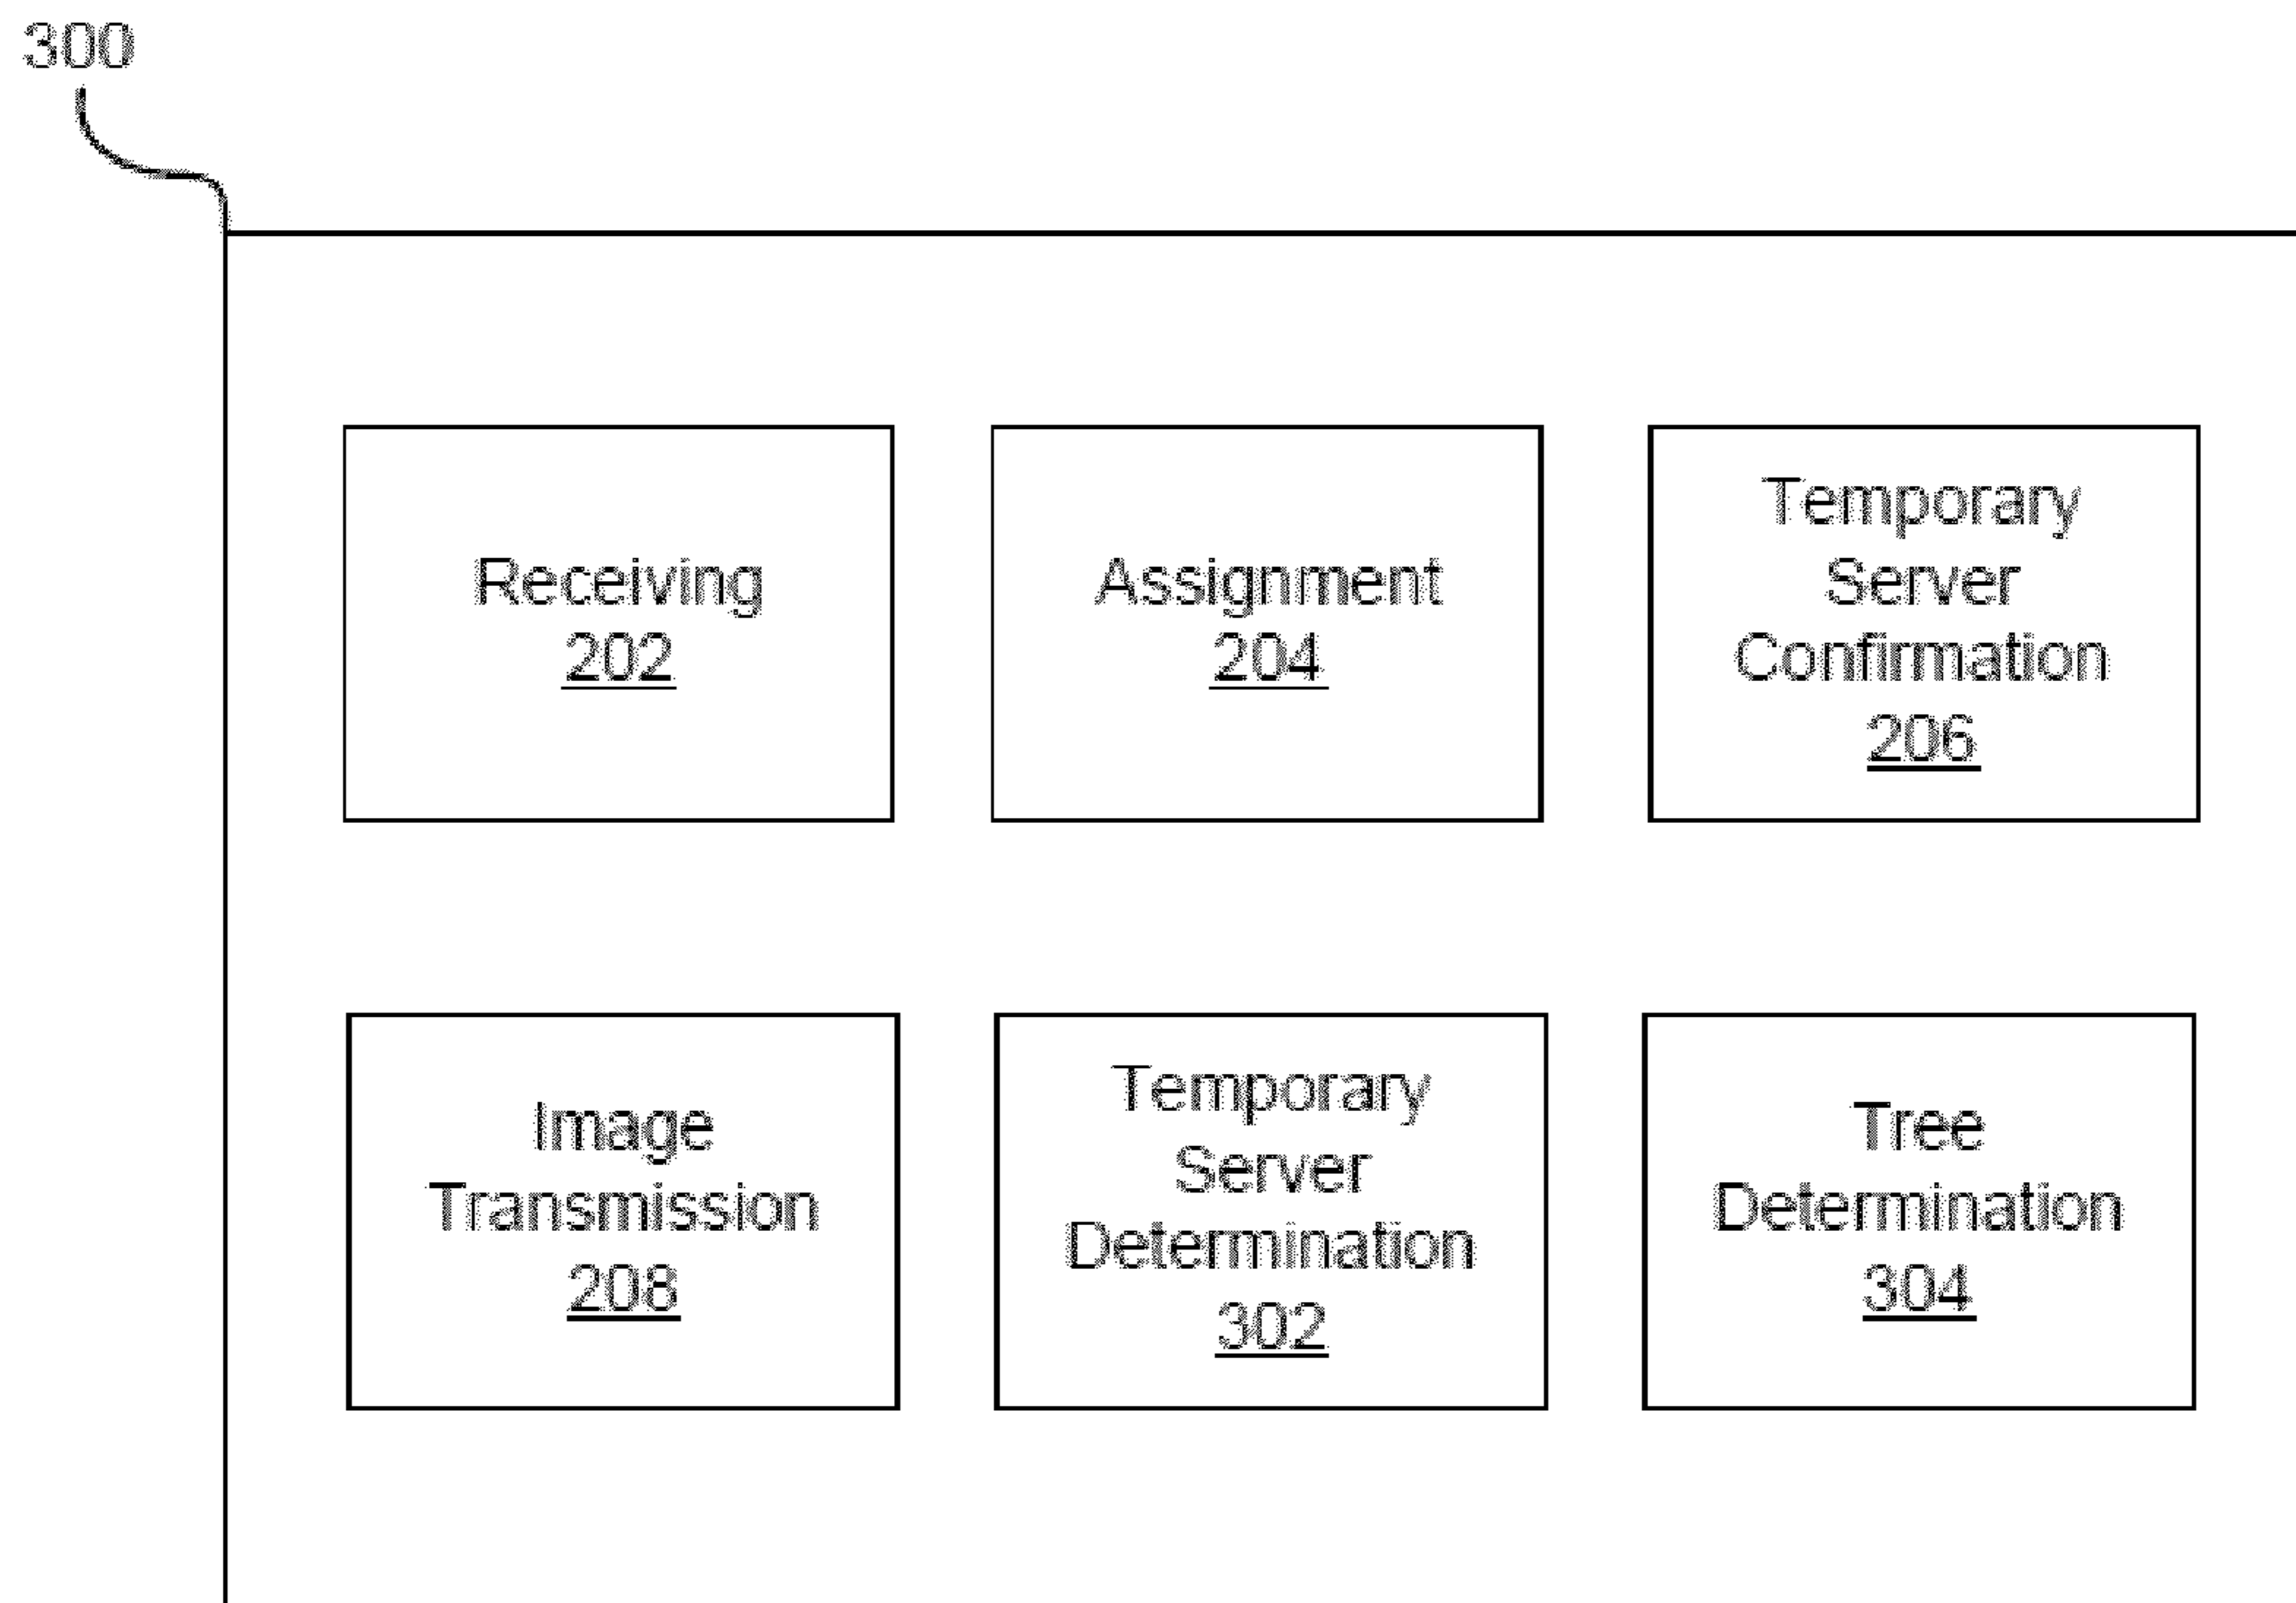 300
Receiving
202
Assignment
204
Temporary
Server
Confirmation
206
Image
Transmission
208
Temporary
Server
Determination
302
Tree
Determination
304